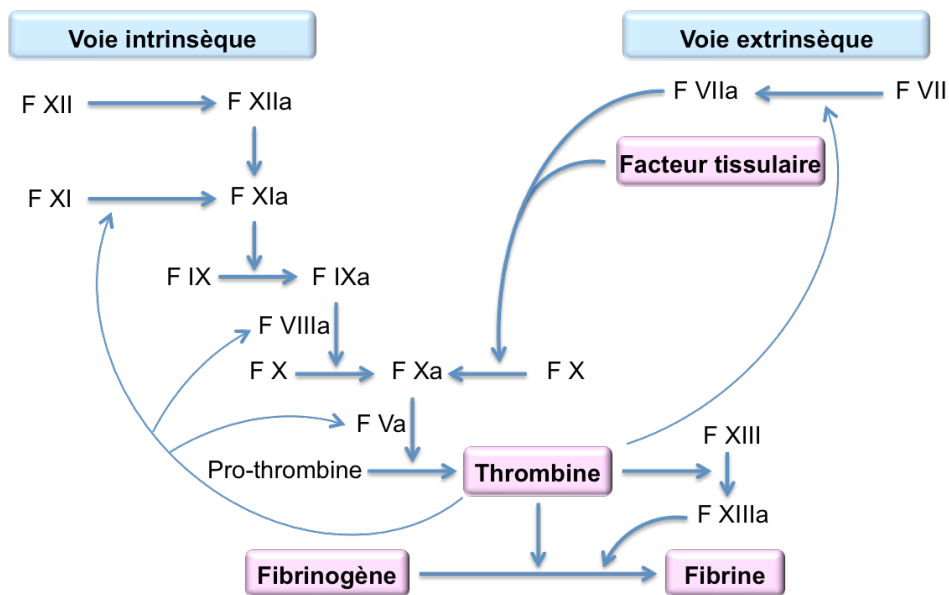 Voie intrinsèque
Voie extrinsèque
F XII
F XIIa
F VIIa
F VII
Facteur tissulaire
F XI
F XIa
F IX
F IXa
F VIIIa
F X
F Xa
F X
F Va
F XIII
Pro-thrombine
Thrombine
F XIIIa
Fibrinogène
Fibrine